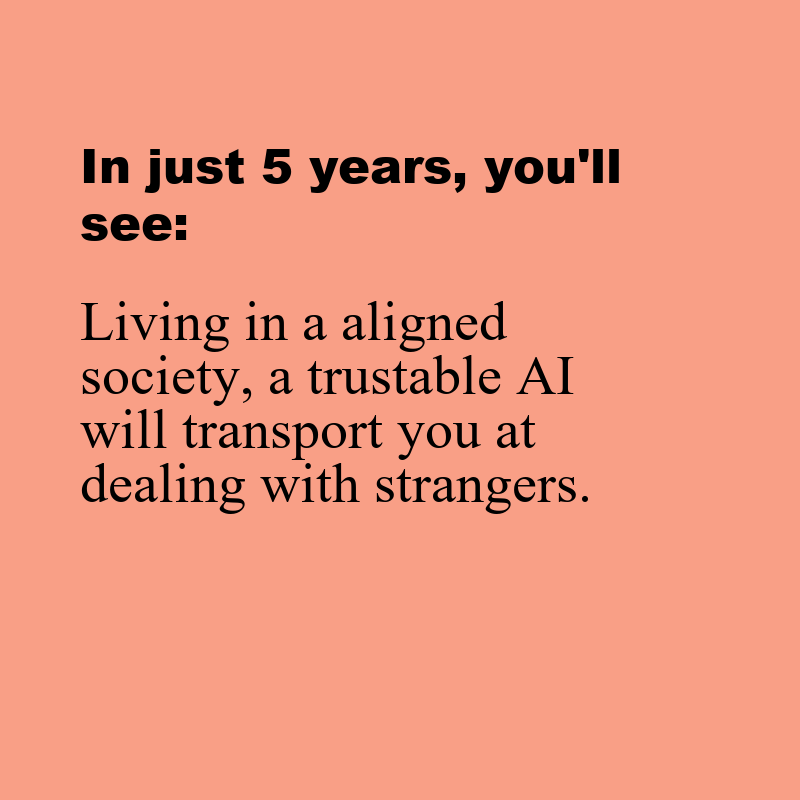 In just 5 years, you'll
see:
Living in a aligned
society, a trustable AI
will transport you at
dealing with strangers.